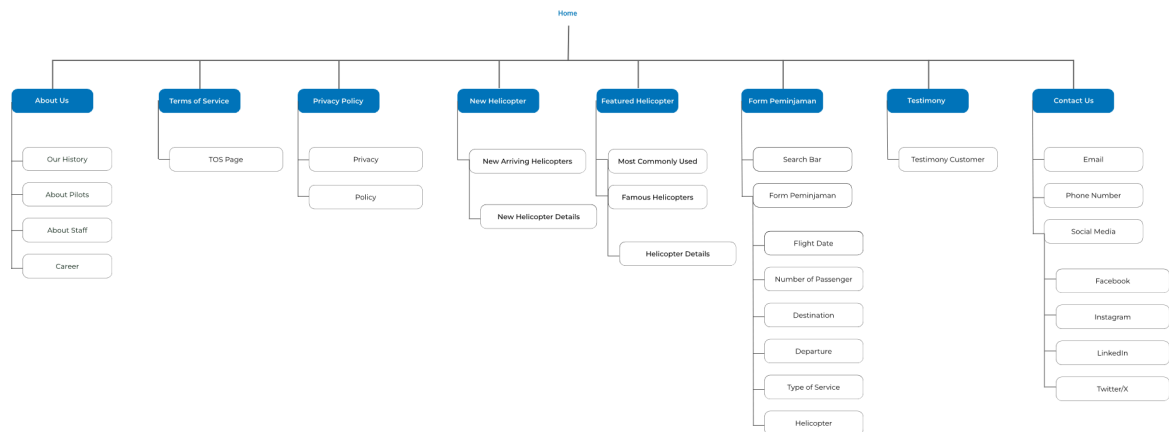 Home
About Us
Terms of Service
Privacy Policy
New Helicopter
Featured Helicopter
Form Peminjaman
Testimony
Contact Us
Our History
About Pilots
About Staff
Career
TOS Page
Privacy
Policy
New Arriving Helicopters
New Helicopter Details
Most Commonly Used
Famous Helicopters
Helicopter Details
Search Bar
Form Peminjaman
Flight Date
Number of Passenger
Destination
Departure
Type of Service
Helicopter
Testimony Customer
Email
Phone Number
Social Media
Facebook
Instagram
LinkedIn
Twitter/X